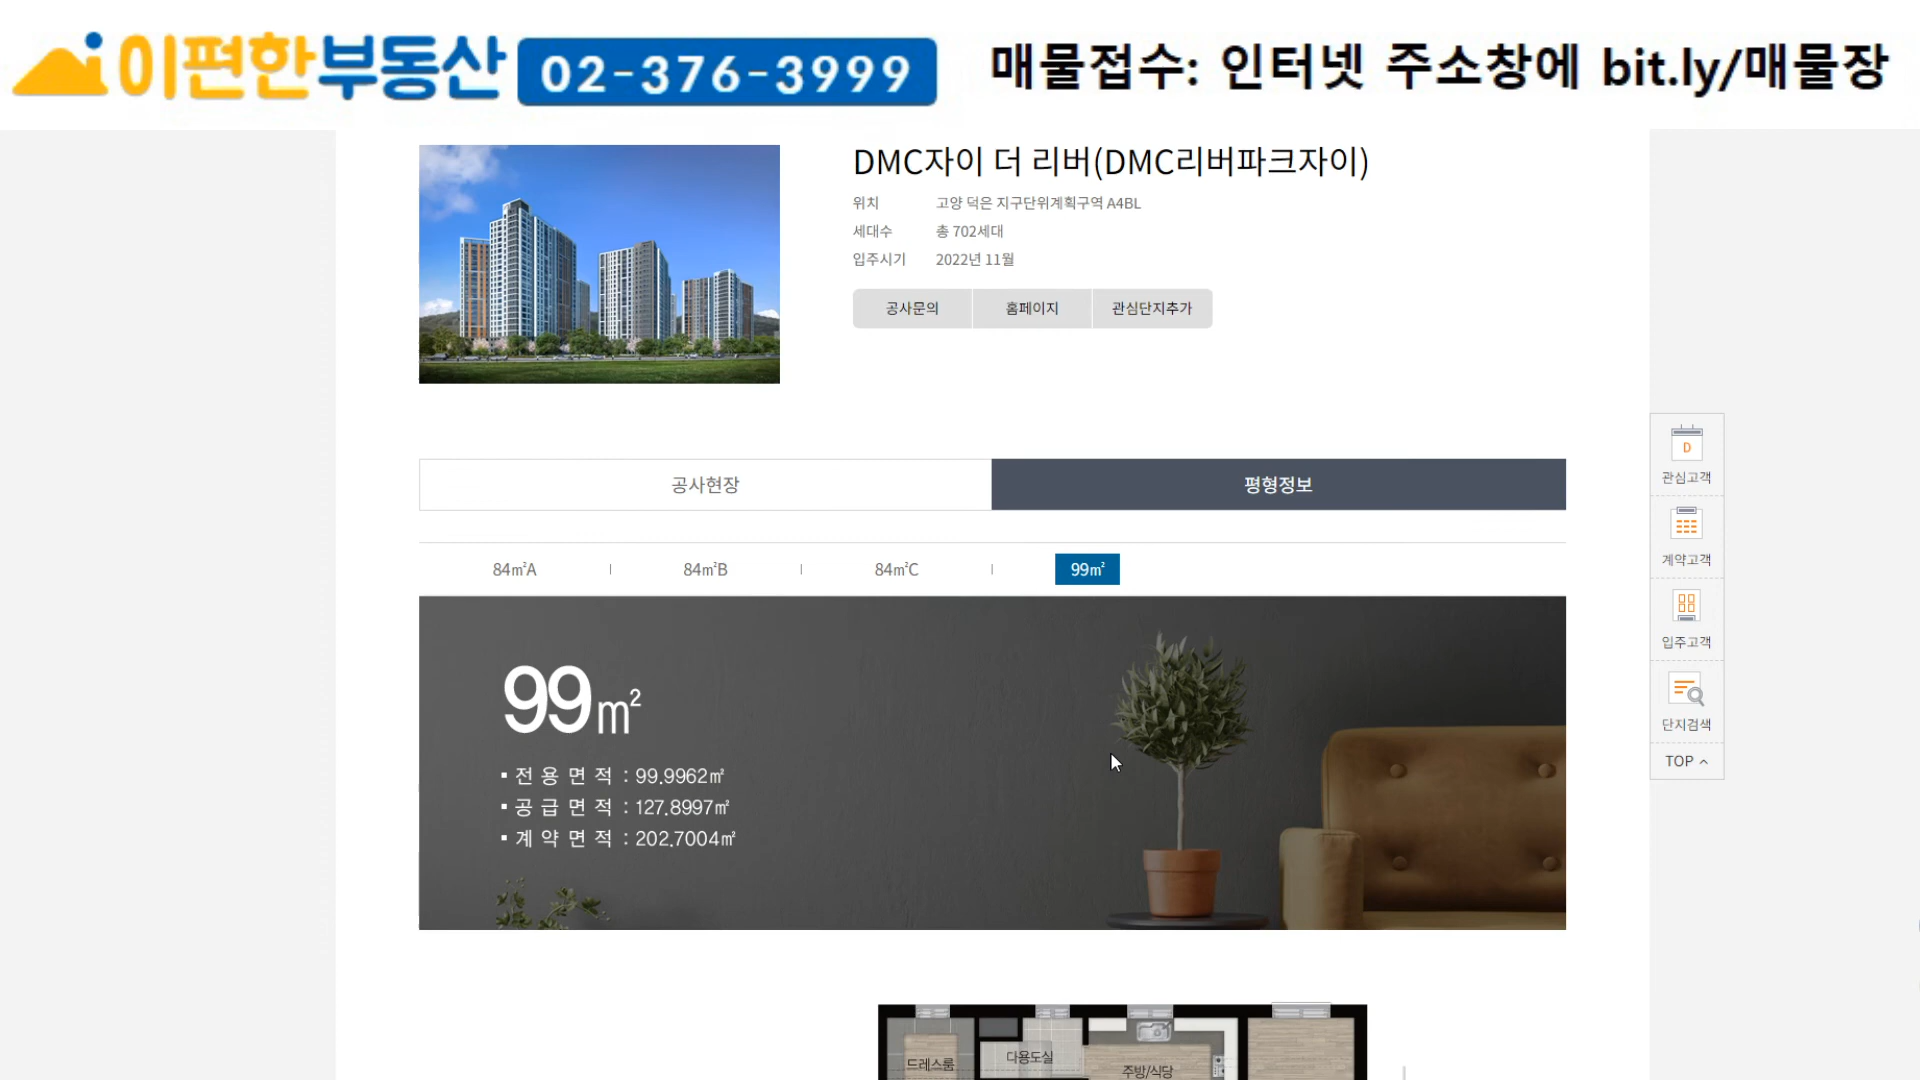 이편한부동산 02-376-3999 매물접수: 인터넷 주소창에 bit.ly/매물장
DMC자이 더 리버(DMC리버파크자이)
위치 고양 덕은 지구단위계획구역 A4BL
세대수 총 702세대
입주시기 2022년 11월
공사문의 홈페이지 관심단지추가
공사현장 평형정보
84㎡A 84㎡B 84㎡C 99㎡
99㎡
▪ 전 용 면 적 : 99.9962㎡
▪ 공 급 면 적 : 127.8997㎡
▪ 계 약 면 적 : 202.7004㎡
D
관심고객
계약고객
입주고객
단지검색
TOP
드레스룸 다용도실 주방/식당